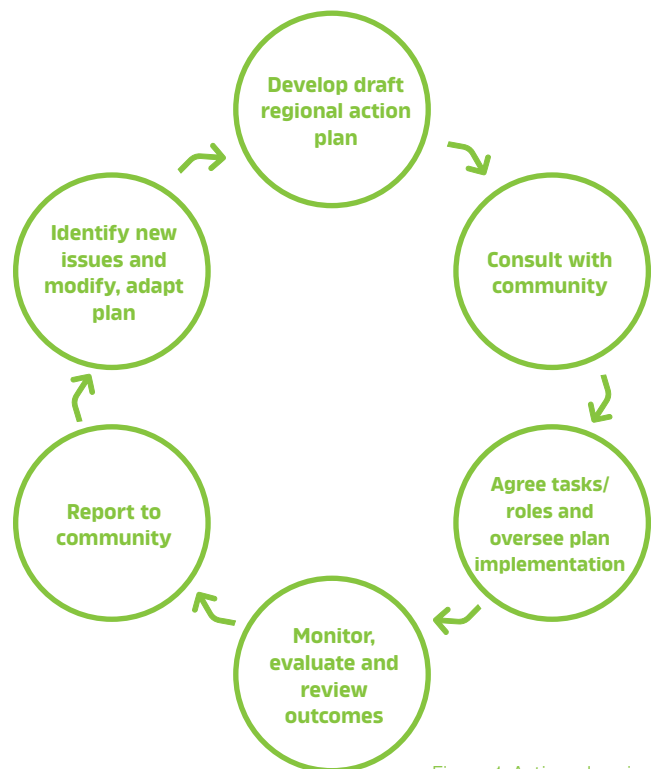 Develop draft
regional action
plan
Consult with
community
Agree tasks/
roles and
oversee plan
implementation
Monitor,
evaluate and
review
outcomes
Report to
community
Identify new
issues and
modify, adapt
plan